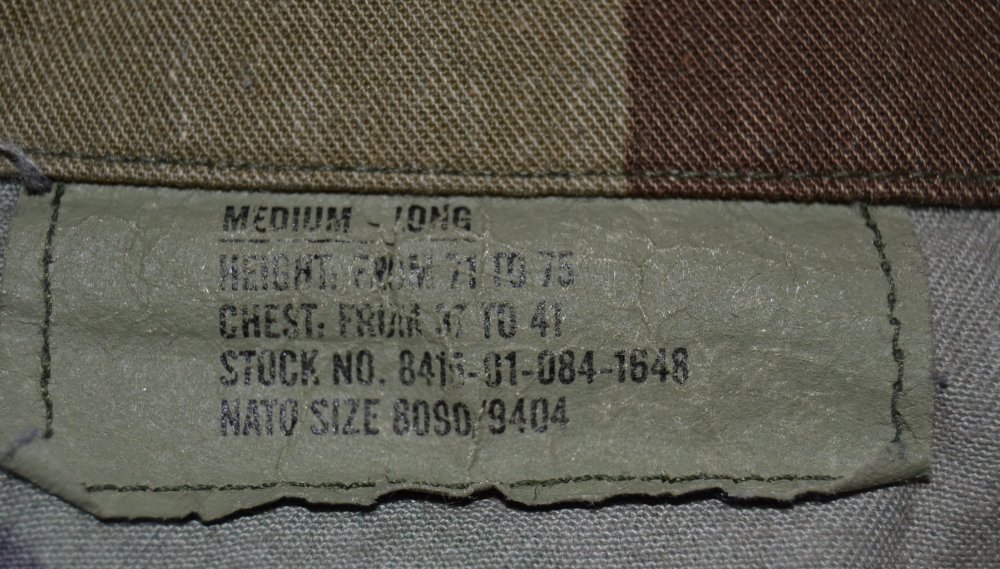 MEDIUM - LONG
HEIGHT: FROM 71 TO 75
CHEST: FROM 37 TO 41
STOCK NO. 8415-01-084-1648
NATO SIZE 8090/9404